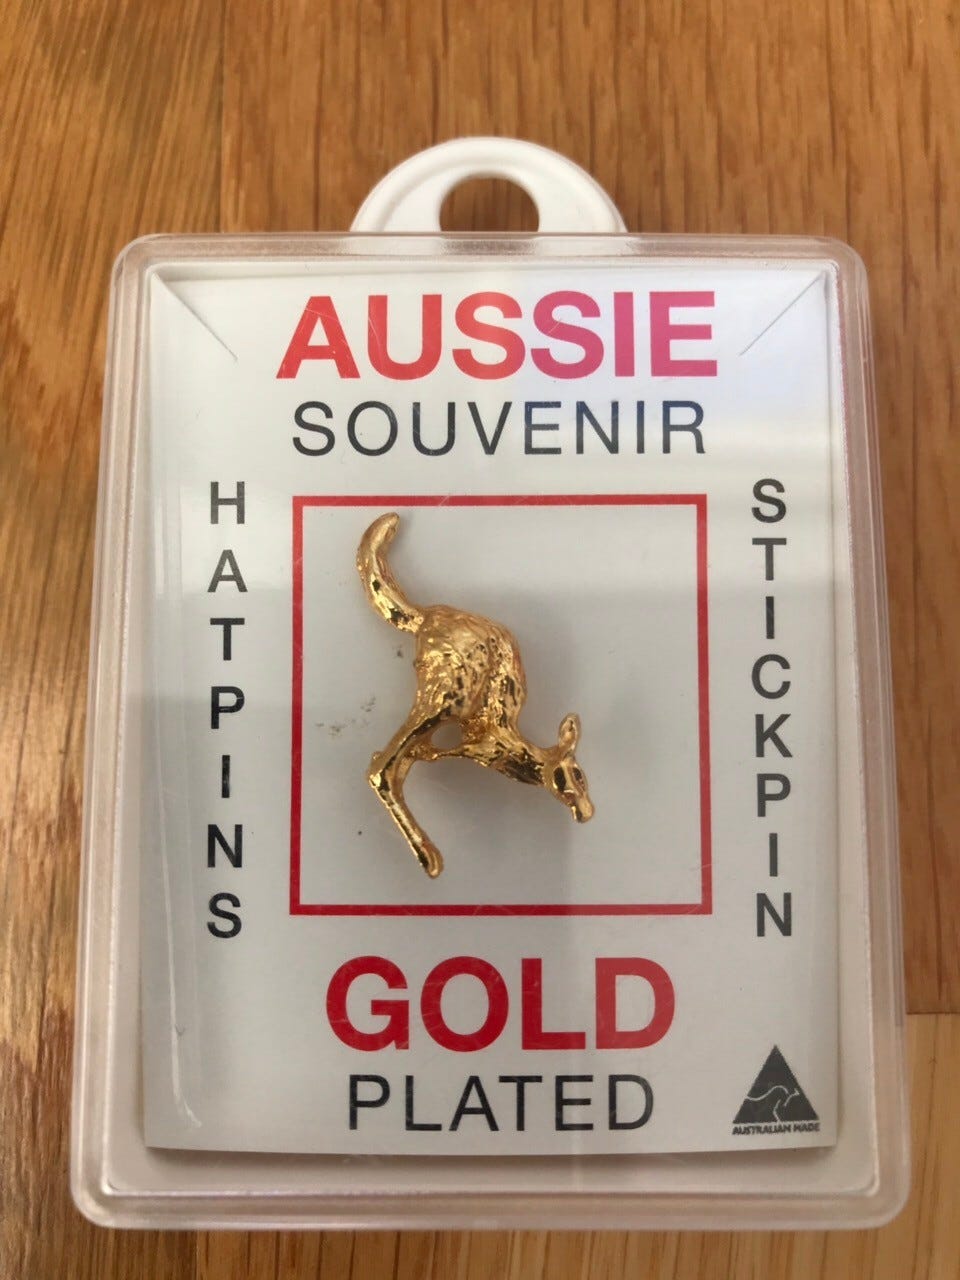 AUSSIE
SOUVENIR
HATPINS
STICKPIN
GOLD
PLATED
AUSTRALIAN MADE